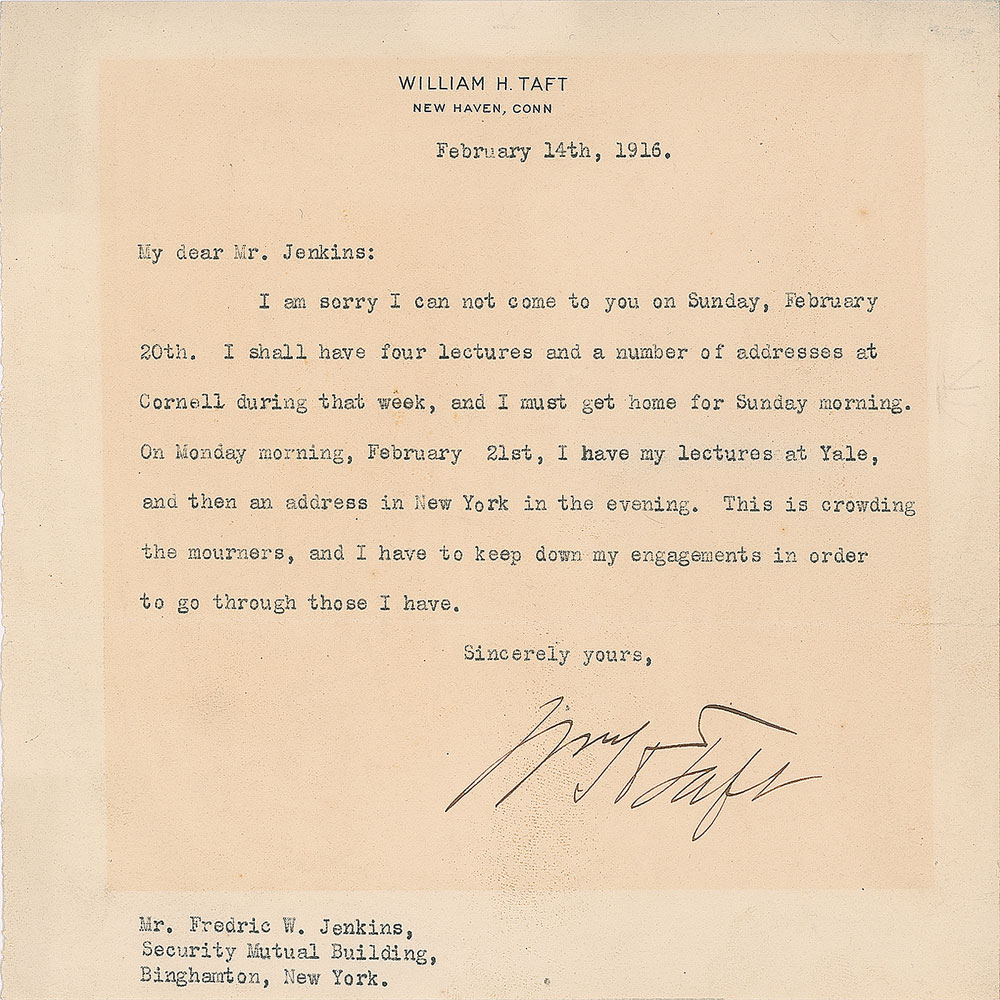 WILLIAM H. TAFT
NEW HAVEN, CONN
February 14th, 1916.
My dear Mr. Jenkins:
I am sorry I can not come to you on Sunday, February
20th. I shall have four lectures and a number of addresses at
Cornell during that week, and I must get home for Sunday morning.
On Monday morning, February 21st, I have my lectures at Yale,
and then an address in New York in the evening. This is crowding
the mourners, and I have to keep down my engagements in order
to go through those I have.
Sincerely yours,
Wm H Taft
Mr. Fredric W. Jenkins,
Security Mutual Building,
Binghamton, New York.